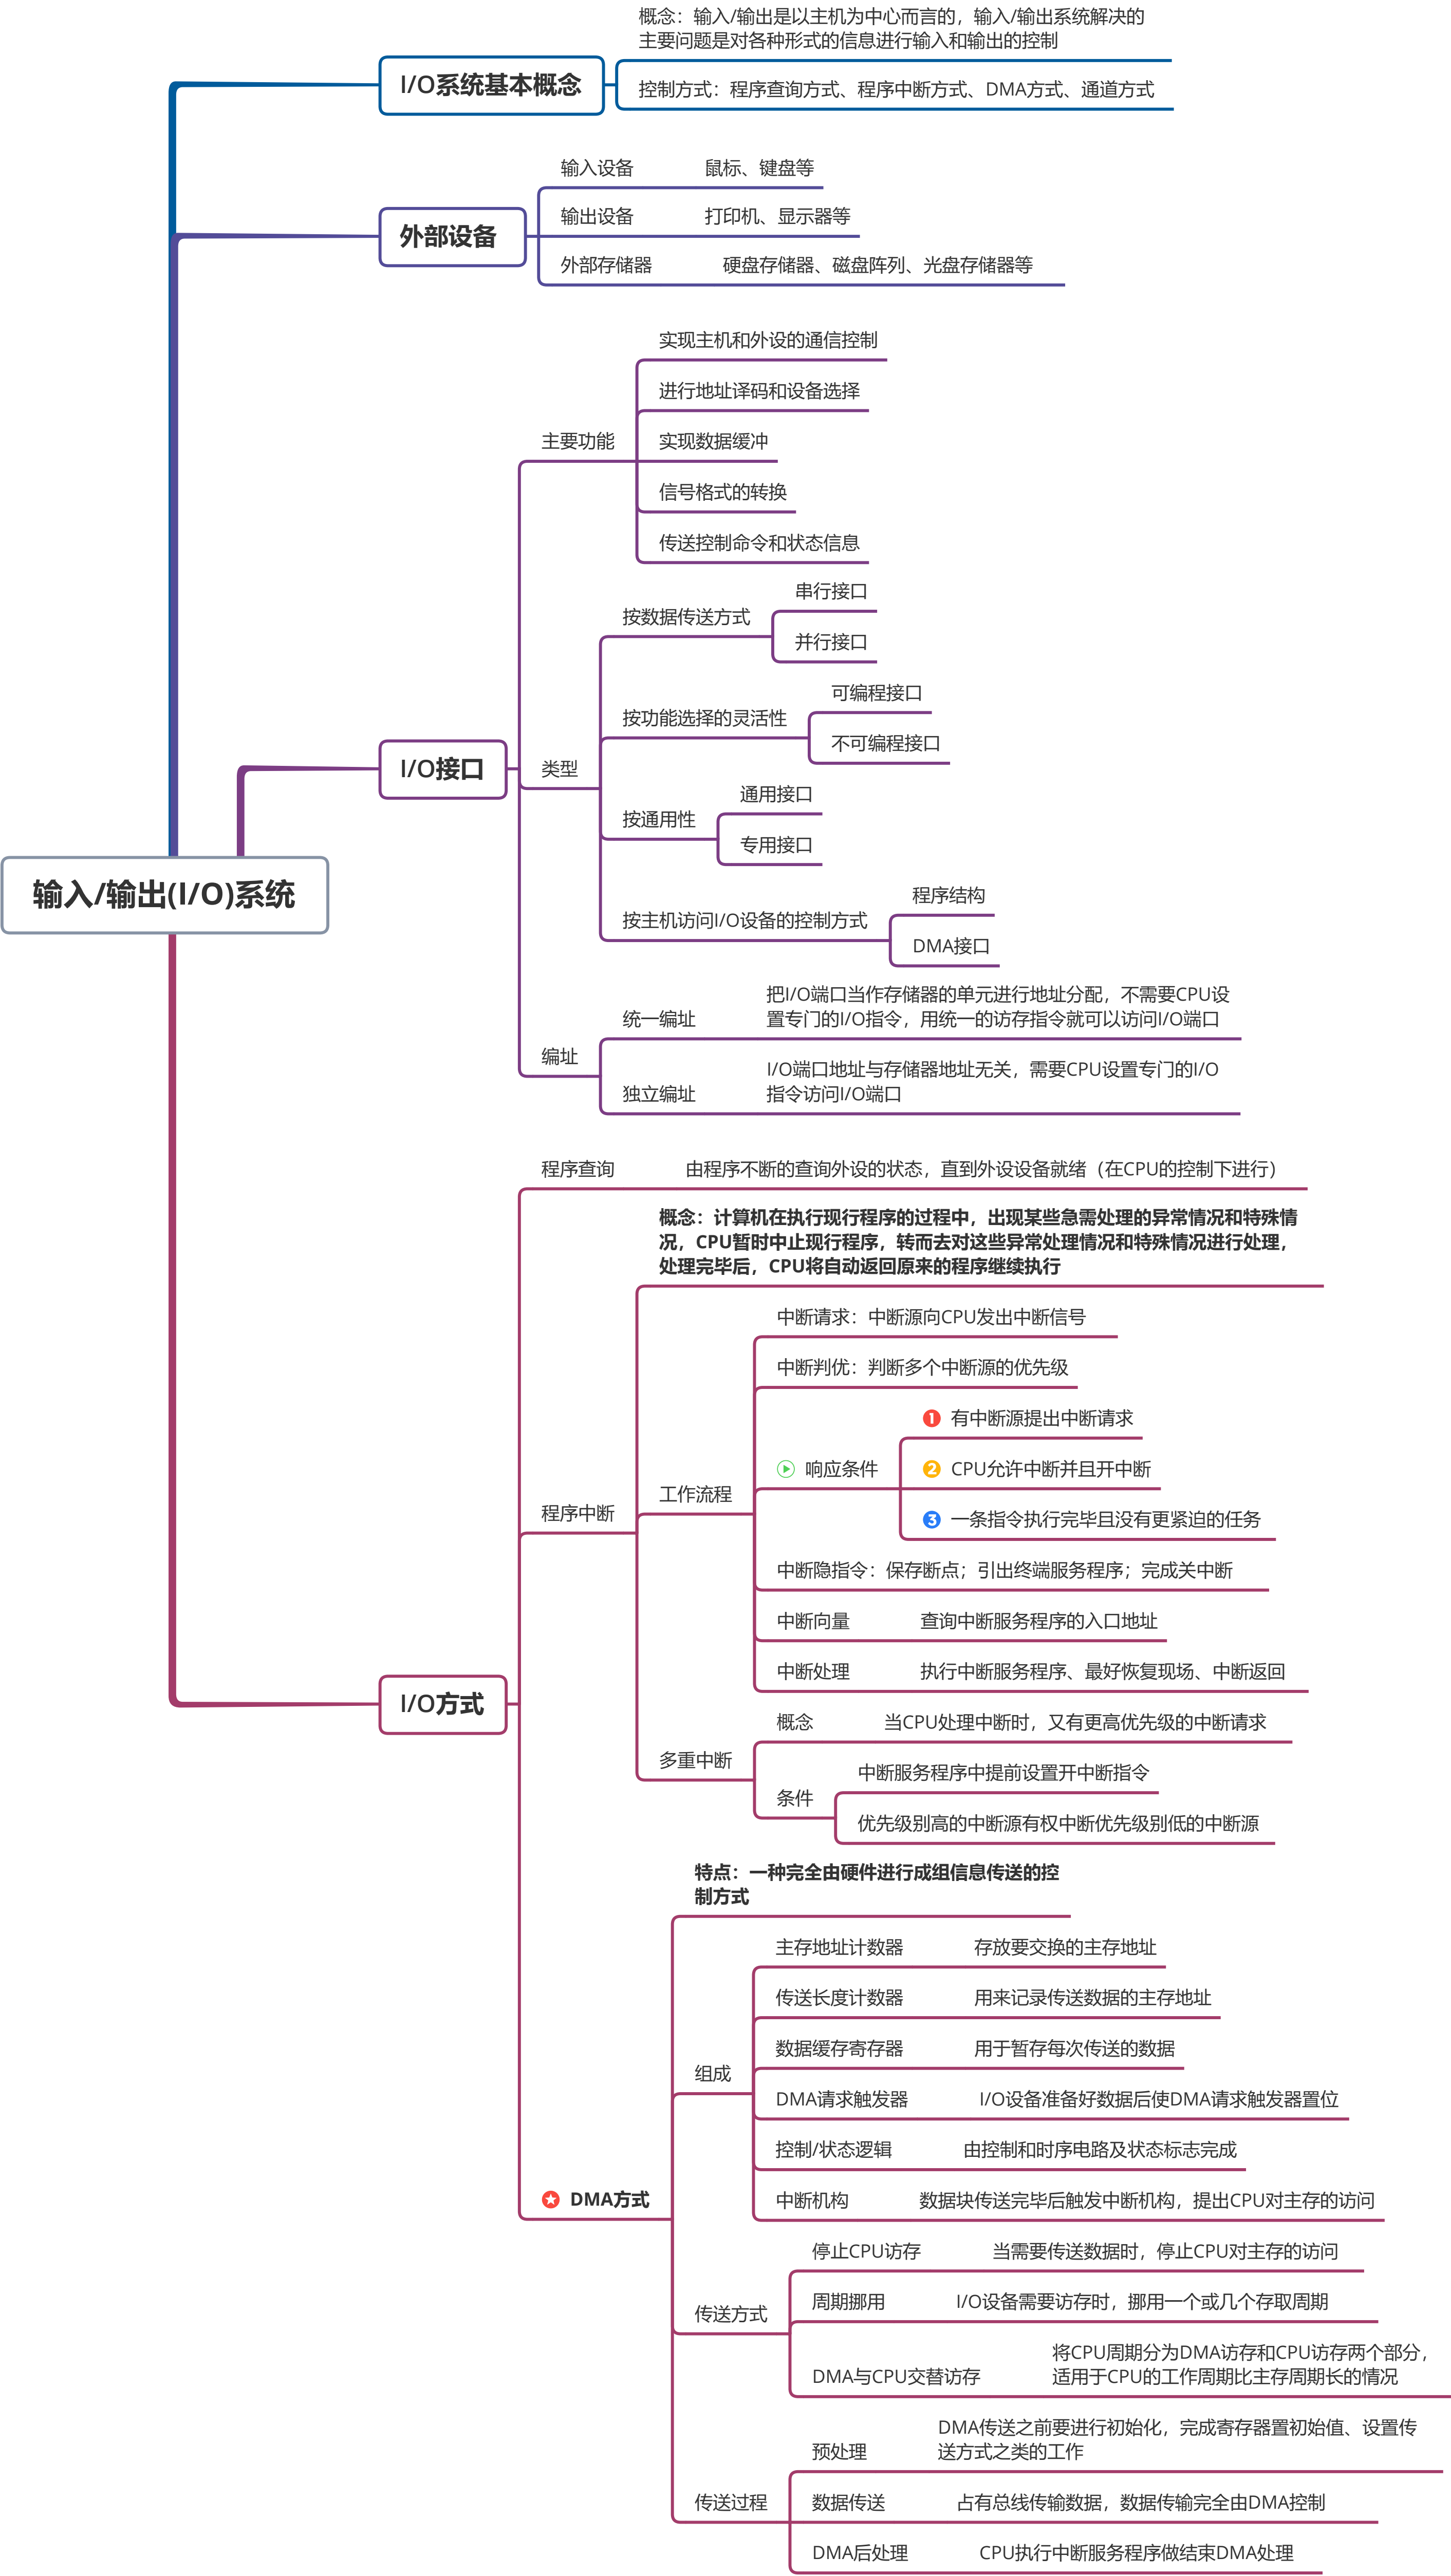 概念：输入/输出是以主机为中心而言的，输入/输出系统解决的
主要问题是对各种形式的信息进行输入和输出的控制
I/O系统基本概念
控制方式：程序查询方式、程序中断方式、DMA方式、通道方式
输入设备 鼠标、键盘等
外部设备
输出设备 打印机、显示器等
外部存储器 硬盘存储器、磁盘阵列、光盘存储器等
实现主机和外设的通信控制
进行地址译码和设备选择
主要功能
实现数据缓冲
信号格式的转换
传送控制命令和状态信息
按数据传送方式
串行接口
并行接口
按功能选择的灵活性
可编程接口
不可编程接口
I/O接口
类型
按通用性
通用接口
专用接口
输入/输出(I/O)系统
按主机访问I/O设备的控制方式
程序结构
DMA接口
编址
统一编址
把I/O端口当作存储器的单元进行地址分配，不需要CPU设
置专门的I/O指令，用统一的访存指令就可以访问I/O端口
独立编址
I/O端口地址与存储器地址无关，需要CPU设置专门的I/O
指令访问I/O端口
程序查询 由程序不断的查询外设的状态，直到外设设备就绪（在CPU的控制下进行）
概念：计算机在执行现行程序的过程中，出现某些急需处理的异常情况和特殊情
况，CPU暂时中止现行程序，转而去对这些异常处理情况和特殊情况进行处理，
处理完毕后，CPU将自动返回原来的程序继续执行
程序中断
工作流程
中断请求：中断源向CPU发出中断信号
中断判优：判断多个中断源的优先级
响应条件
1 有中断源提出中断请求
2 CPU允许中断并且开中断
3 一条指令执行完毕且没有更紧迫的任务
中断隐指令：保存断点；引出终端服务程序；完成关中断
中断向量 查询中断服务程序的入口地址
中断处理 执行中断服务程序、最好恢复现场、中断返回
I/O方式
多重中断
概念 当CPU处理中断时，又有更高优先级的中断请求
条件
中断服务程序中提前设置开中断指令
优先级别高的中断源有权中断优先级别低的中断源
DMA方式
特点：一种完全由硬件进行成组信息传送的控
制方式
组成
主存地址计数器 存放要交换的主存地址
传送长度计数器 用来记录传送数据的主存地址
数据缓存寄存器 用于暂存每次传送的数据
DMA请求触发器 I/O设备准备好数据后使DMA请求触发器置位
控制/状态逻辑 由控制和时序电路及状态标志完成
中断机构 数据块传送完毕后触发中断机构，提出CPU对主存的访问
传送方式
停止CPU访存 当需要传送数据时，停止CPU对主存的访问
周期挪用 I/O设备需要访存时，挪用一个或几个存取周期
DMA与CPU交替访存
将CPU周期分为DMA访存和CPU访存两个部分，
适用于CPU的工作周期比主存周期长的情况
传送过程
预处理
DMA传送之前要进行初始化，完成寄存器置初始值、设置传
送方式之类的工作
数据传送 占有总线传输数据，数据传输完全由DMA控制
DMA后处理 CPU执行中断服务程序做结束DMA处理